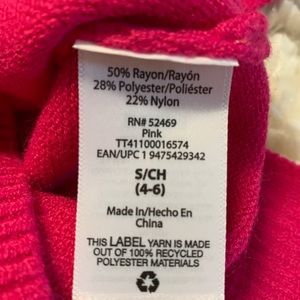 50% Rayon/Rayón
28% Polyester/Poliéster
22% Nylon
RN# 52469
Pink
TT41100016574
EAN/UPC 1 9475429342
S/CH
(4-6)
Made In/Hecho En
China
THIS LABEL YARN IS MADE
OUT OF 100% RECYCLED
POLYESTER MATERIALS